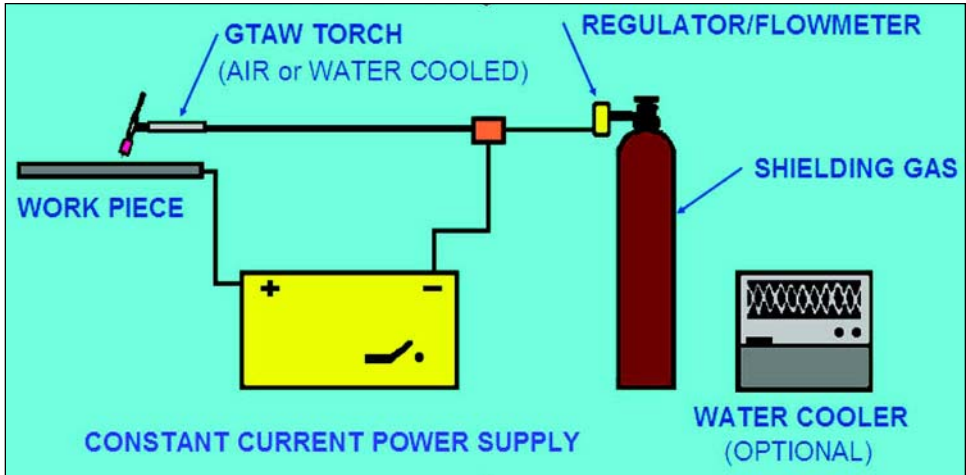 GTAW TORCH
(AIR or WATER COOLED)
REGULATOR/FLOWMETER
SHIELDING GAS
WORK PIECE
+ −
WATER COOLER
(OPTIONAL)
CONSTANT CURRENT POWER SUPPLY